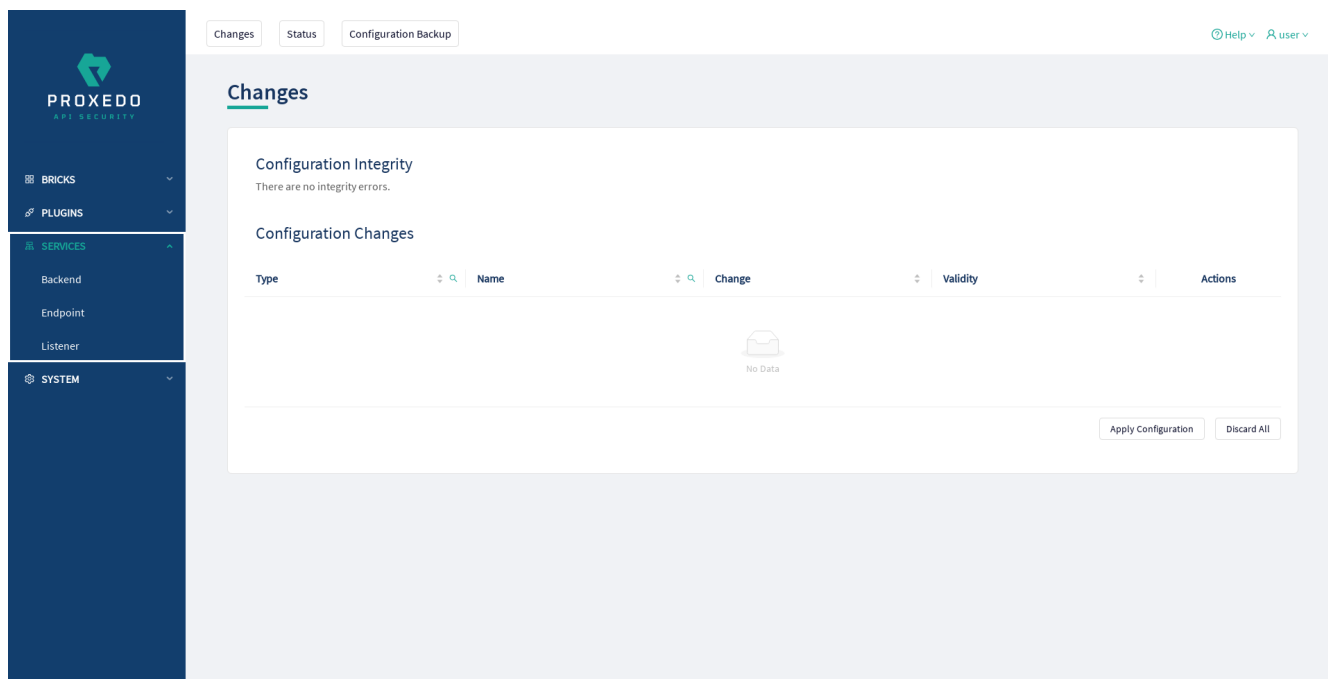 Changes Status Configuration Backup Help user
PROXEDO
API SECURITY
BRICKS
PLUGINS
SERVICES
Backend
Endpoint
Listener
SYSTEM
Changes
Configuration Integrity
There are no integrity errors.
Configuration Changes
Type Name Change Validity Actions
No Data
Apply Configuration Discard All